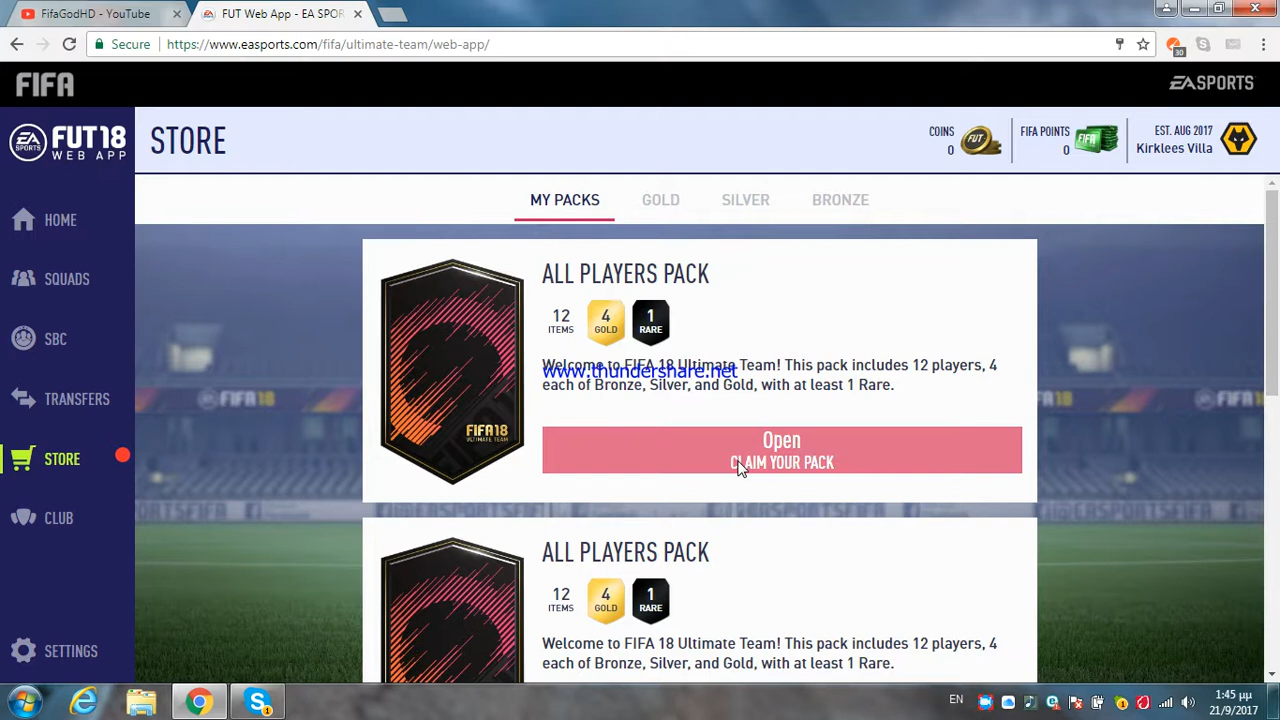 FifaGodHD - YouTube
FUT Web App - EA SPOR
Secure
https://www.easports.com/fifa/ultimate-team/web-app/
30
FIFA
EA SPORTS
EA SPORTS FUT18
WEB APP
STORE
COINS
0
FUT
FIFA POINTS
0
FIFA
EST. AUG 2017
Kirklees Villa
HOME
SQUADS
SBC
TRANSFERS
STORE
CLUB
SETTINGS
MY PACKS
GOLD
SILVER
BRONZE
ALL PLAYERS PACK
12
ITEMS
4
GOLD
1
RARE
Welcome to FIFA 18 Ultimate Team! This pack includes 12 players, 4
www.thundershare.net
each of Bronze, Silver, and Gold, with at least 1 Rare.
FIFA18
ULTIMATE TEAM
Open
CLAIM YOUR PACK
ALL PLAYERS PACK
12
ITEMS
4
GOLD
1
RARE
Welcome to FIFA 18 Ultimate Team! This pack includes 12 players, 4
each of Bronze, Silver, and Gold, with at least 1 Rare.
EN
1:45 μμ
21/9/2017